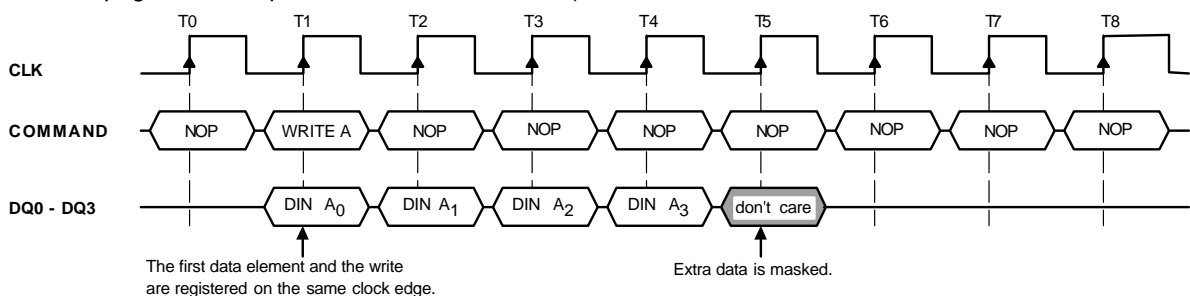 T0 T1 T2 T3 T4 T5 T6 T7 T8
CLK
COMMAND NOP WRITE A NOP NOP NOP NOP NOP NOP NOP
DQ0 - DQ3 DIN A0 DIN A1 DIN A2 DIN A3 don't care
The first data element and the write
are registered on the same clock edge.
Extra data is masked.